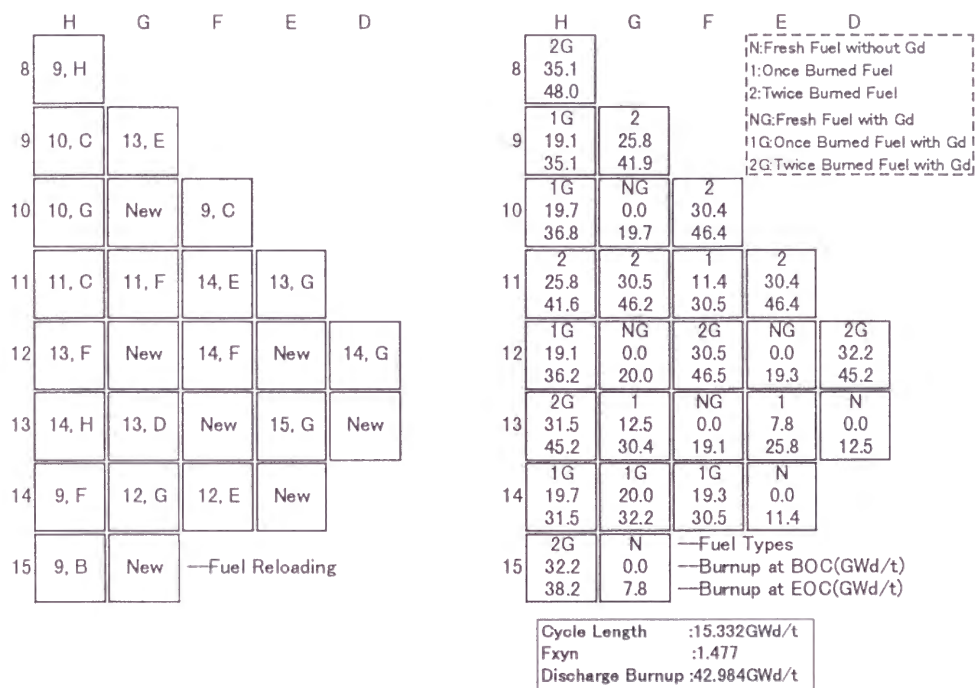 H G F E D
8 9, H
9 10, C 13, E
10 10, G New 9, C
11 11, C 11, F 14, E 13, G
12 13, F New 14, F New 14, G
13 14, H 13, D New 15, G New
14 9, F 12, G 12, E New
15 9, B New —Fuel Reloading
H G F E D
2G
8 35.1
48.0
N:Fresh Fuel without Gd
1:Once Burned Fuel
2:Twice Burned Fuel
NG:Fresh Fuel with Gd
1G:Once Burned Fuel with Gd
2G:Twice Burned Fuel with Gd
1G 2
9 19.1 25.8
35.1 41.9
1G NG 2
10 19.7 0.0 30.4
36.8 19.7 46.4
2 2 1 2
11 25.8 30.5 11.4 30.4
41.6 46.2 30.5 46.4
1G NG 2G NG 2G
12 19.1 0.0 30.5 0.0 32.2
36.2 20.0 46.5 19.3 45.2
2G 1 NG 1 N
13 31.5 12.5 0.0 7.8 0.0
45.2 30.4 19.1 25.8 12.5
1G 1G 1G N
14 19.7 20.0 19.3 0.0
31.5 32.2 30.5 11.4
2G N —Fuel Types
15 32.2 0.0 —Burnup at BOC(GWd/t)
38.2 7.8 —Burnup at EOC(GWd/t)
Cycle Length :15.332GWd/t
Fxyn :1.477
Discharge Burnup :42.984GWd/t